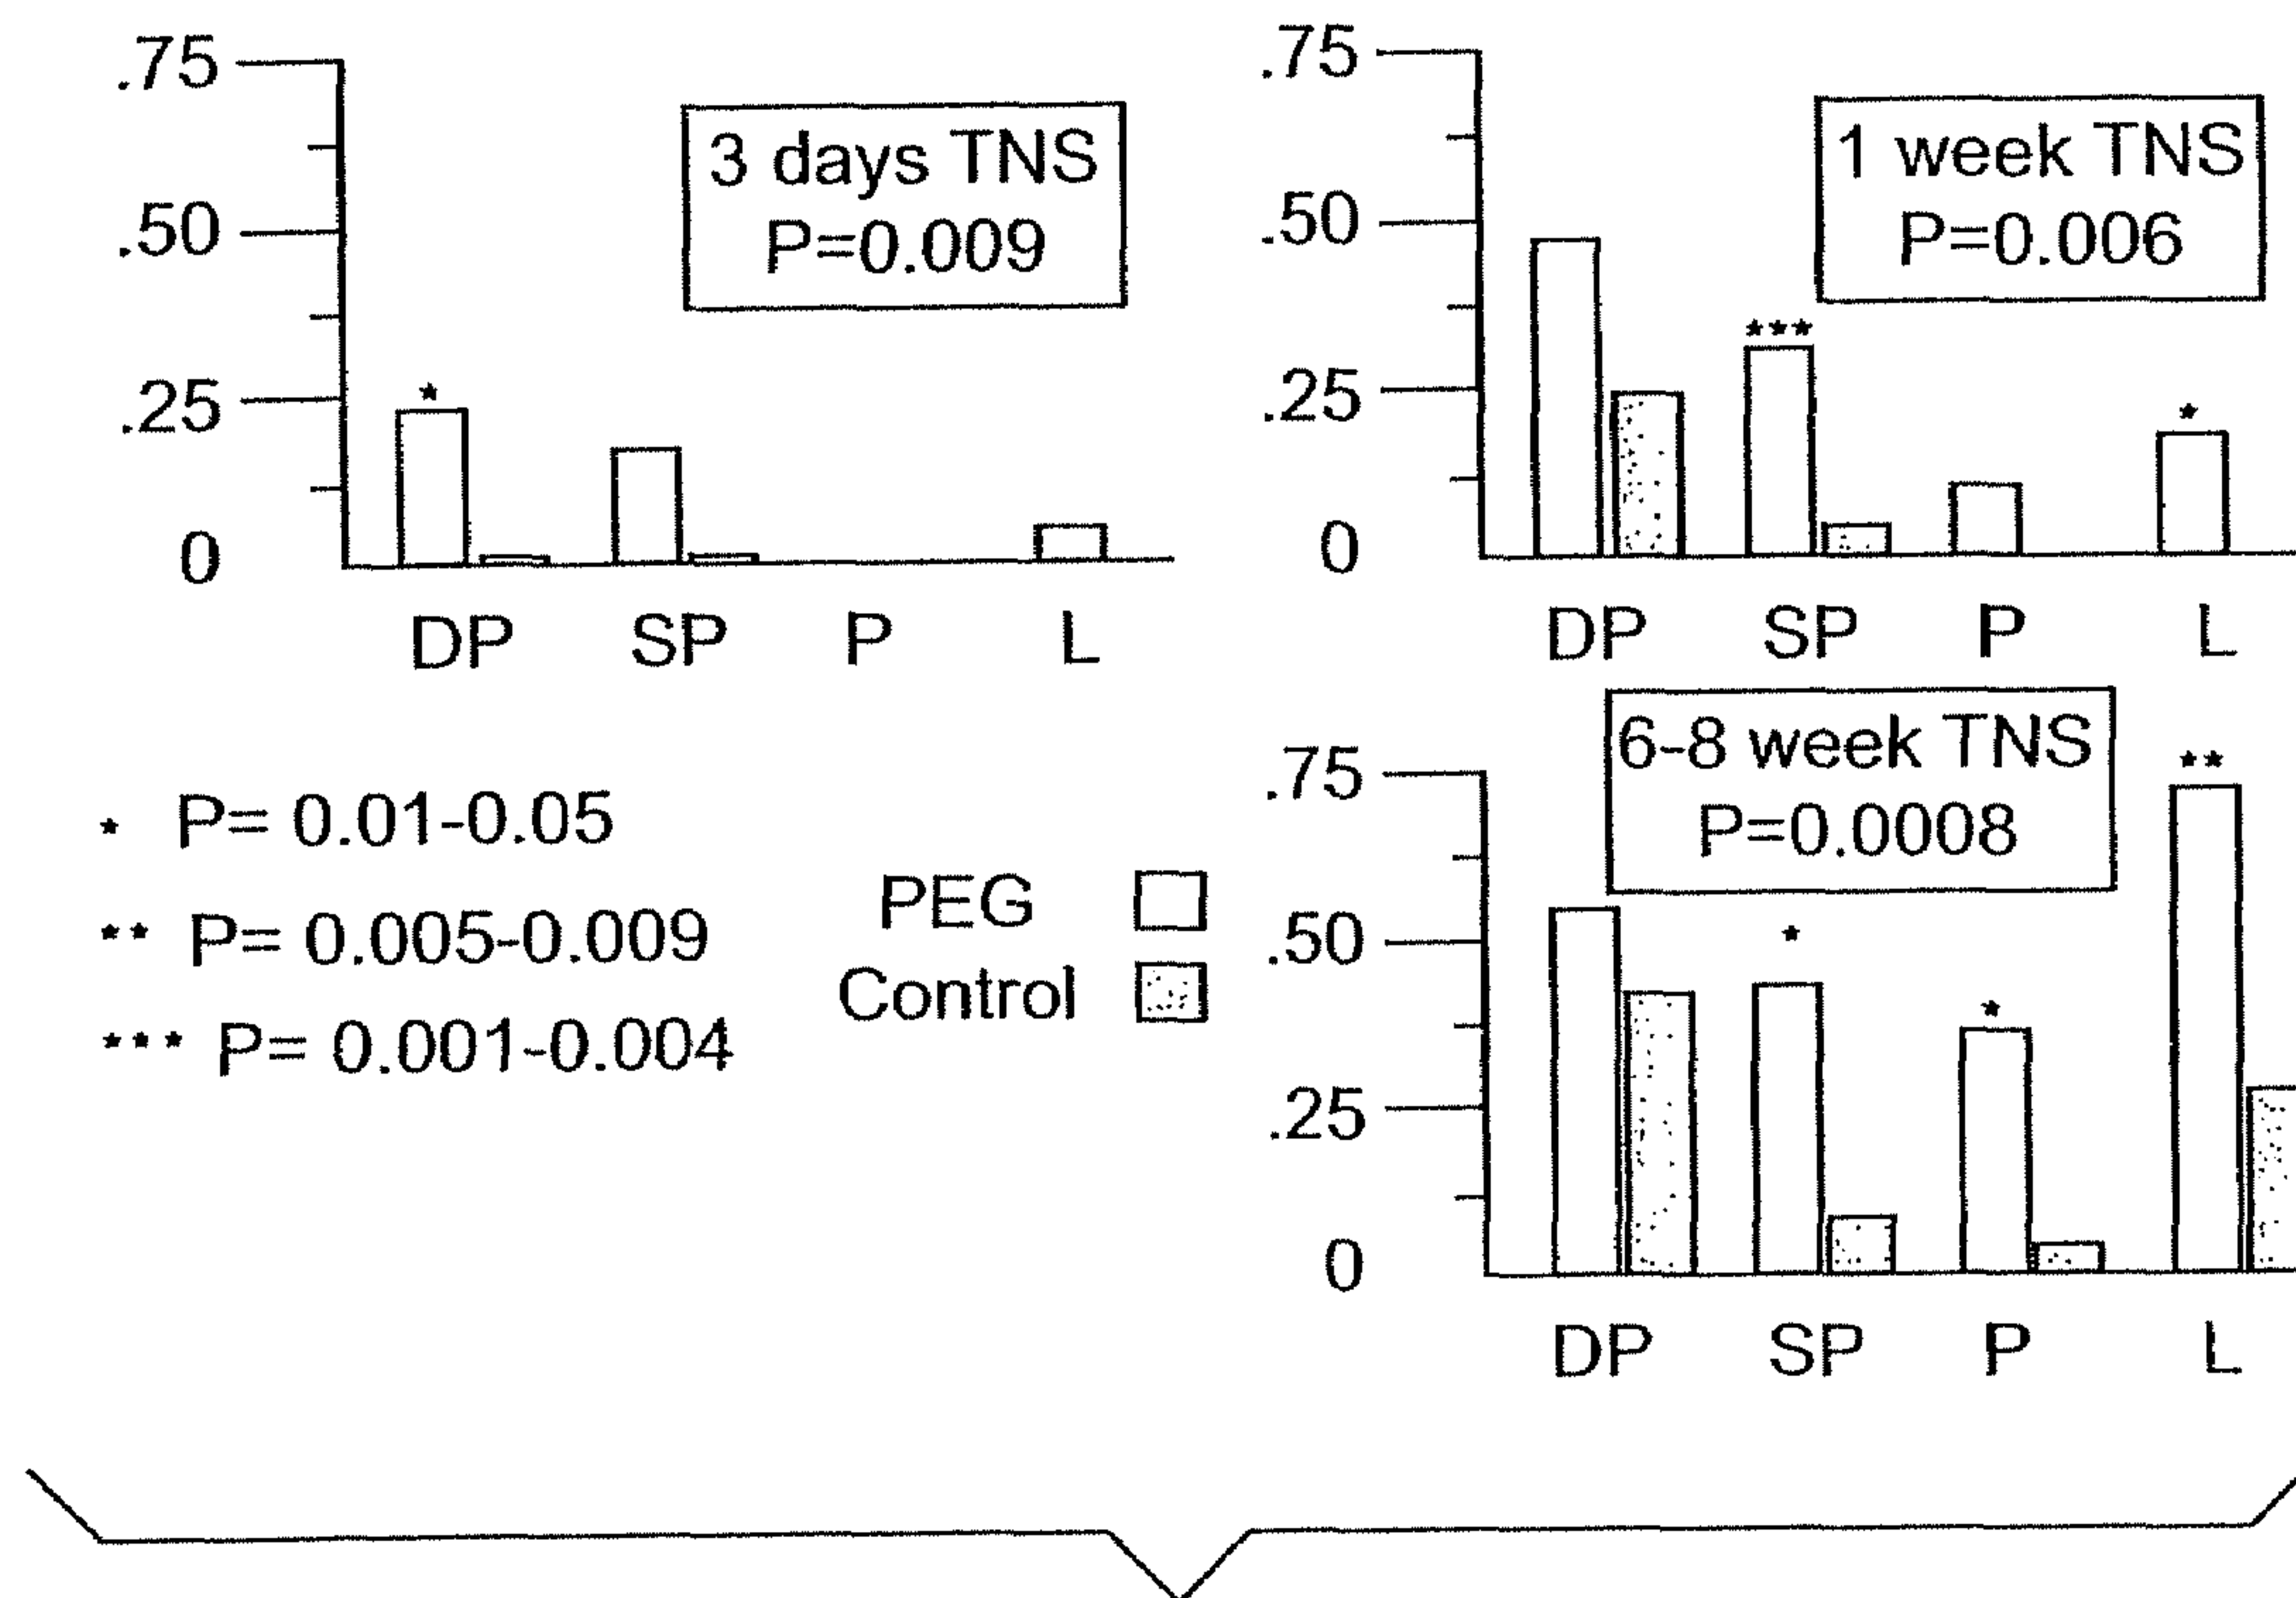 .75
.50
.25
0
3 days TNS
P=0.009
*
DP SP P L
.75
.50
.25
0
1 week TNS
P=0.006
***
*
DP SP P L
* P= 0.01-0.05
** P= 0.005-0.009
*** P= 0.001-0.004
PEG
Control
.75
.50
.25
0
6-8 week TNS
P=0.0008
**
*
*
DP SP P L